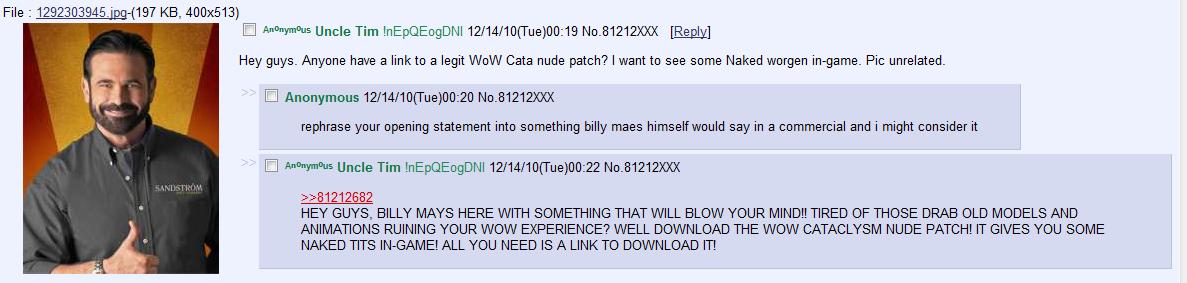 File : 1292303945.jpg-(197 KB, 400x513)
Anonymous Uncle Tim !nEpQEogDNI 12/14/10(Tue)00:19 No.81212XXX [Reply]
Hey guys. Anyone have a link to a legit WoW Cata nude patch? I want to see some Naked worgen in-game. Pic unrelated.
>> Anonymous 12/14/10(Tue)00:20 No.81212XXX
rephrase your opening statement into something billy maes himself would say in a commercial and i might consider it
>> Anonymous Uncle Tim !nEpQEogDNI 12/14/10(Tue)00:22 No.81212XXX
>>81212682
HEY GUYS, BILLY MAYS HERE WITH SOMETHING THAT WILL BLOW YOUR MIND!! TIRED OF THOSE DRAB OLD MODELS AND
ANIMATIONS RUINING YOUR WOW EXPERIENCE? WELL DOWNLOAD THE WOW CATACLYSM NUDE PATCH! IT GIVES YOU SOME
NAKED TITS IN-GAME! ALL YOU NEED IS A LINK TO DOWNLOAD IT!
SANDSTRÖM